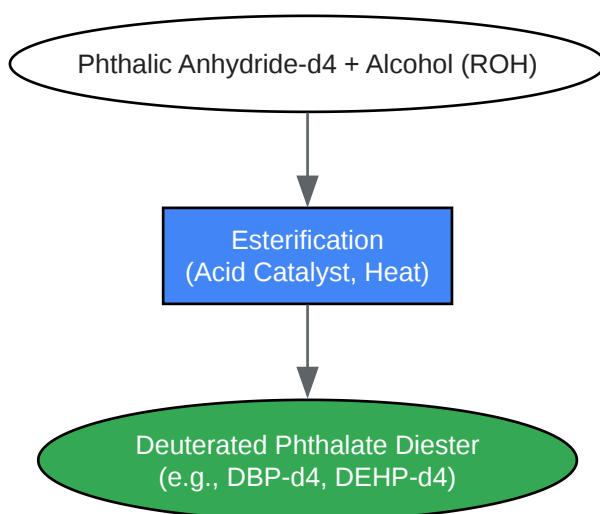 Phthalic Anhydride-d4 + Alcohol (ROH)
Esterification
(Acid Catalyst, Heat)
Deuterated Phthalate Diester
(e.g., DBP-d4, DEHP-d4)